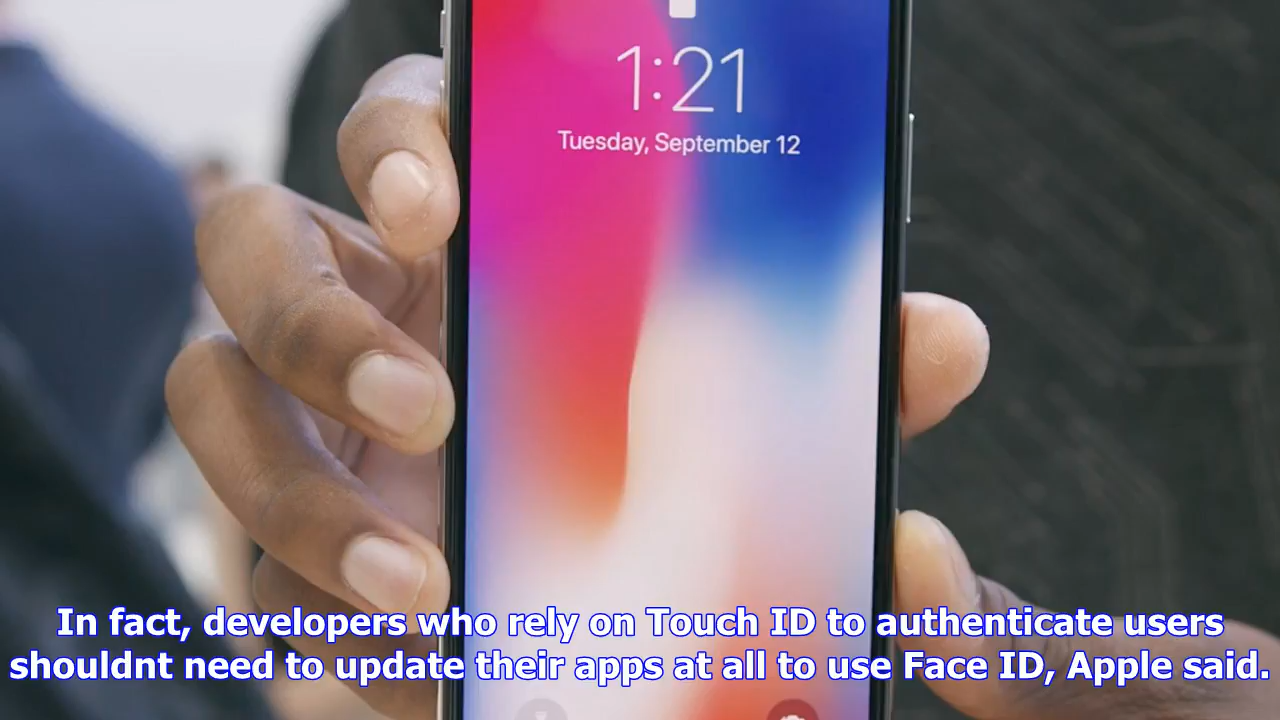 1:21
Tuesday, September 12
In fact, developers who rely on Touch ID to authenticate users
shouldnt need to update their apps at all to use Face ID, Apple said.